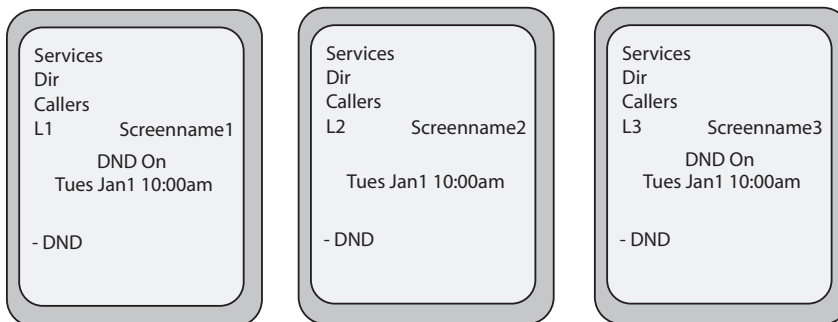 Services
Dir
Callers
L1 Screenname1
DND On
Tues Jan1 10:00am
- DND
Services
Dir
Callers
L2 Screenname2
Tues Jan1 10:00am
- DND
Services
Dir
Callers
L3 Screenname3
DND On
Tues Jan1 10:00am
- DND